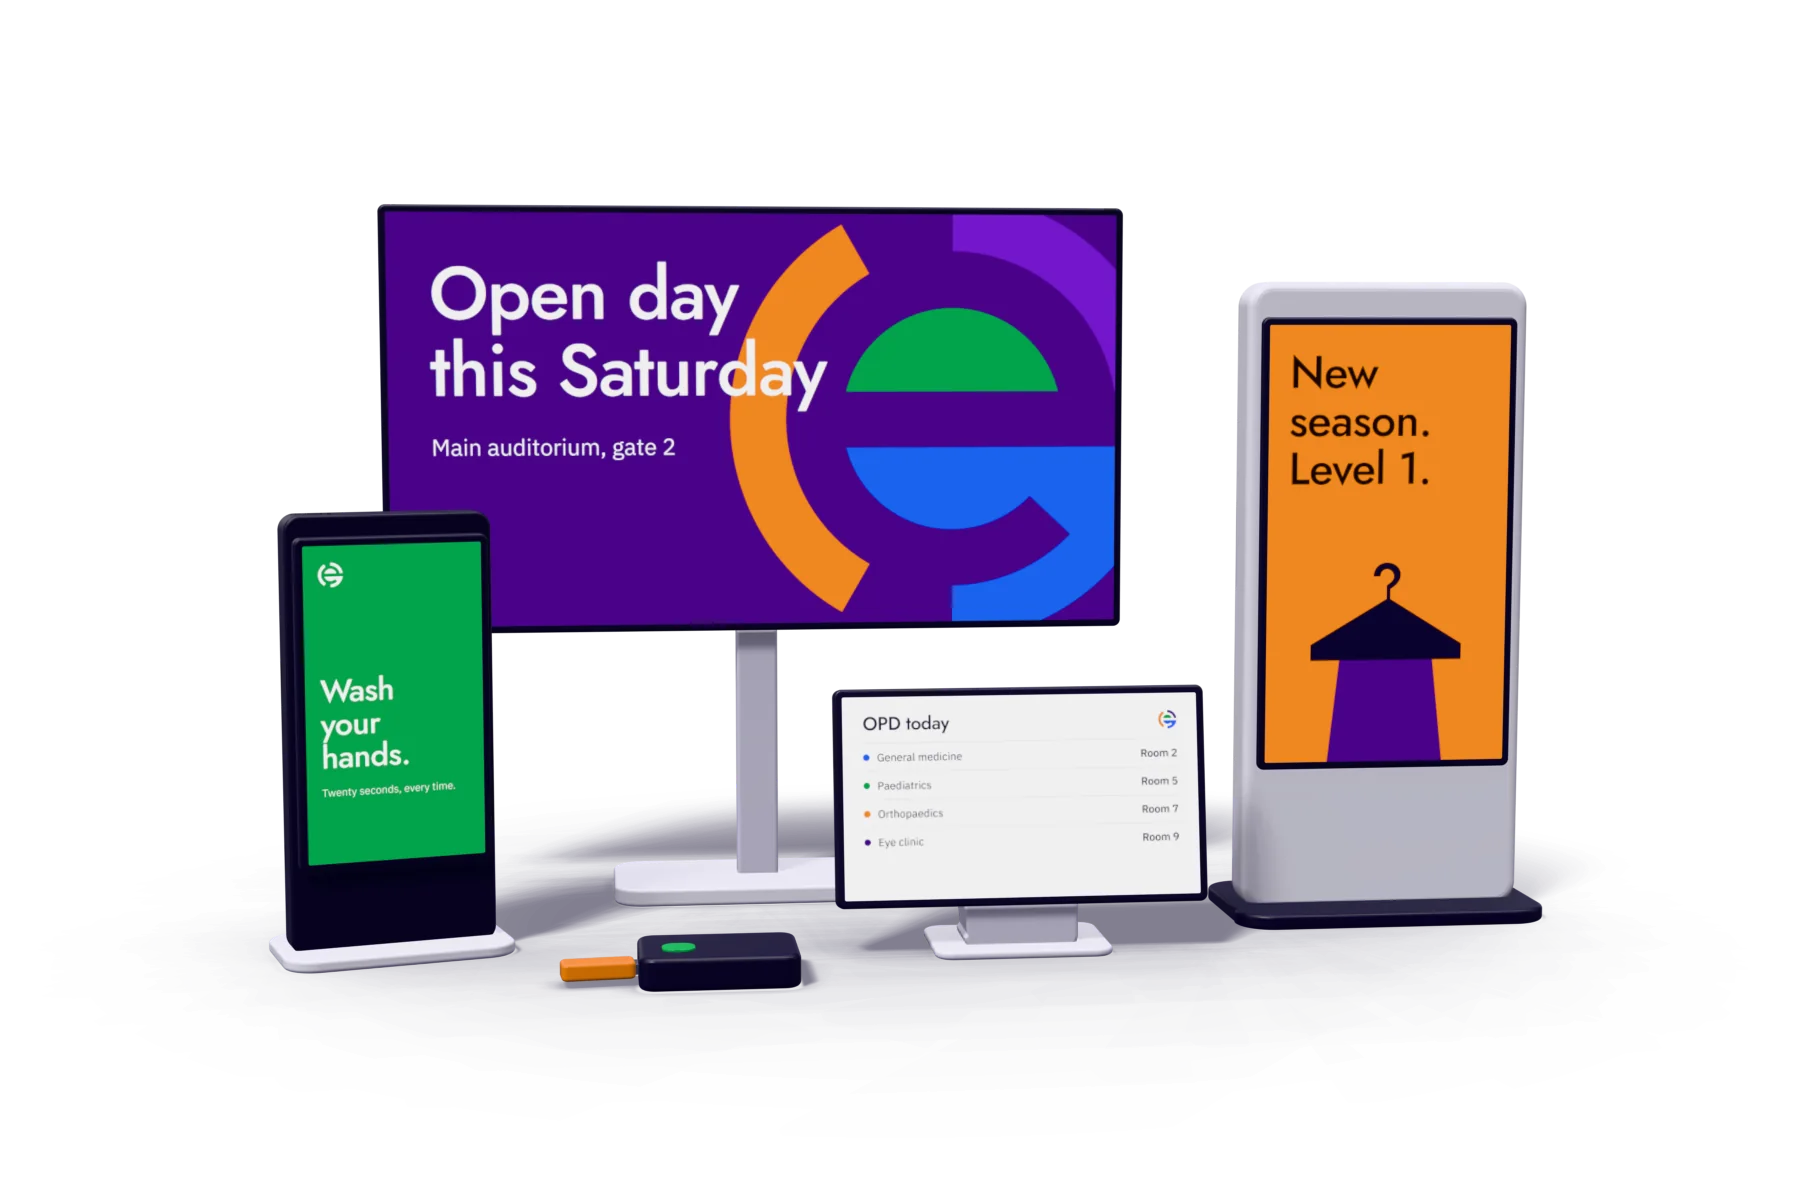 Open day
this Saturday
Main auditorium, gate 2
New
season.
Level 1.
Wash
your
hands.
Twenty seconds, every time.
OPD today
General medicine Room 2
Paediatrics Room 5
Orthopaedics Room 7
Eye clinic Room 9